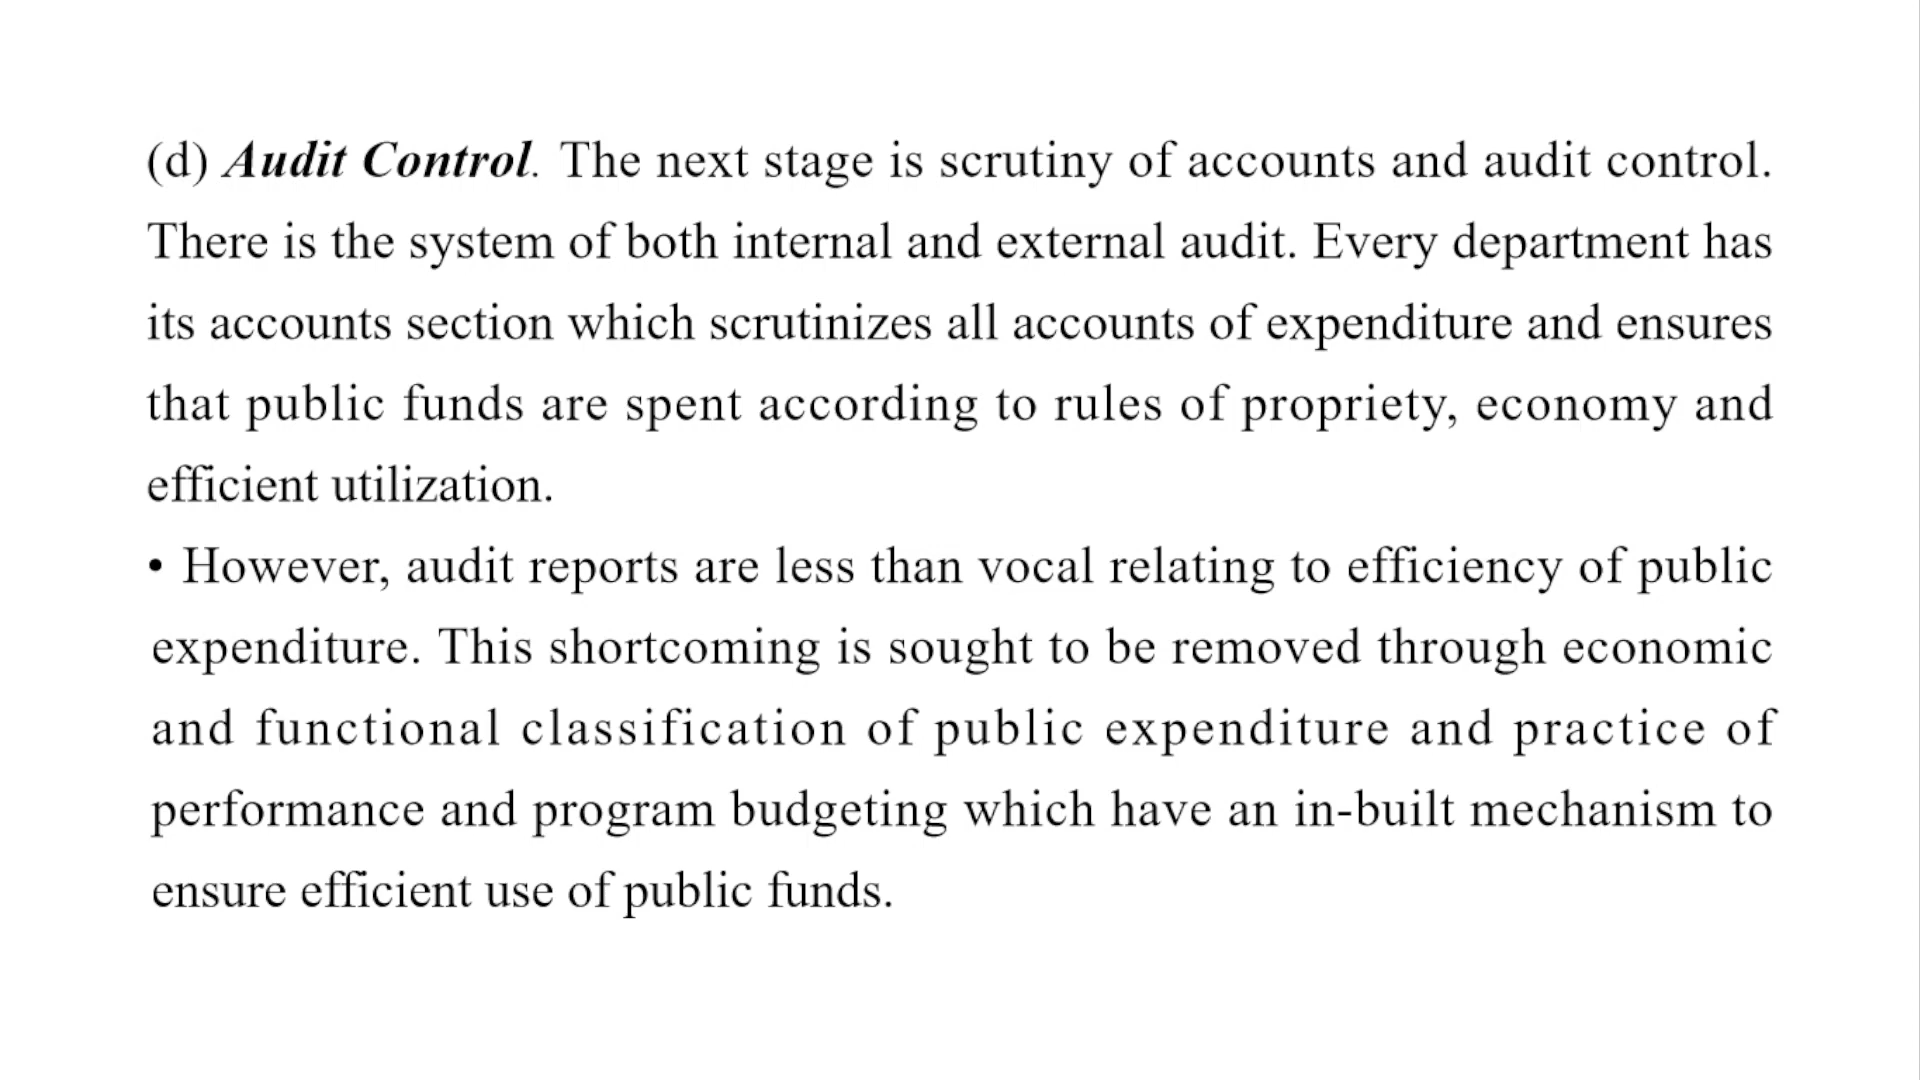 (d) Audit Control. The next stage is scrutiny of accounts and audit control.
There is the system of both internal and external audit. Every department has
its accounts section which scrutinizes all accounts of expenditure and ensures
that public funds are spent according to rules of propriety, economy and
efficient utilization.
• However, audit reports are less than vocal relating to efficiency of public
expenditure. This shortcoming is sought to be removed through economic
and functional classification of public expenditure and practice of
performance and program budgeting which have an in-built mechanism to
ensure efficient use of public funds.